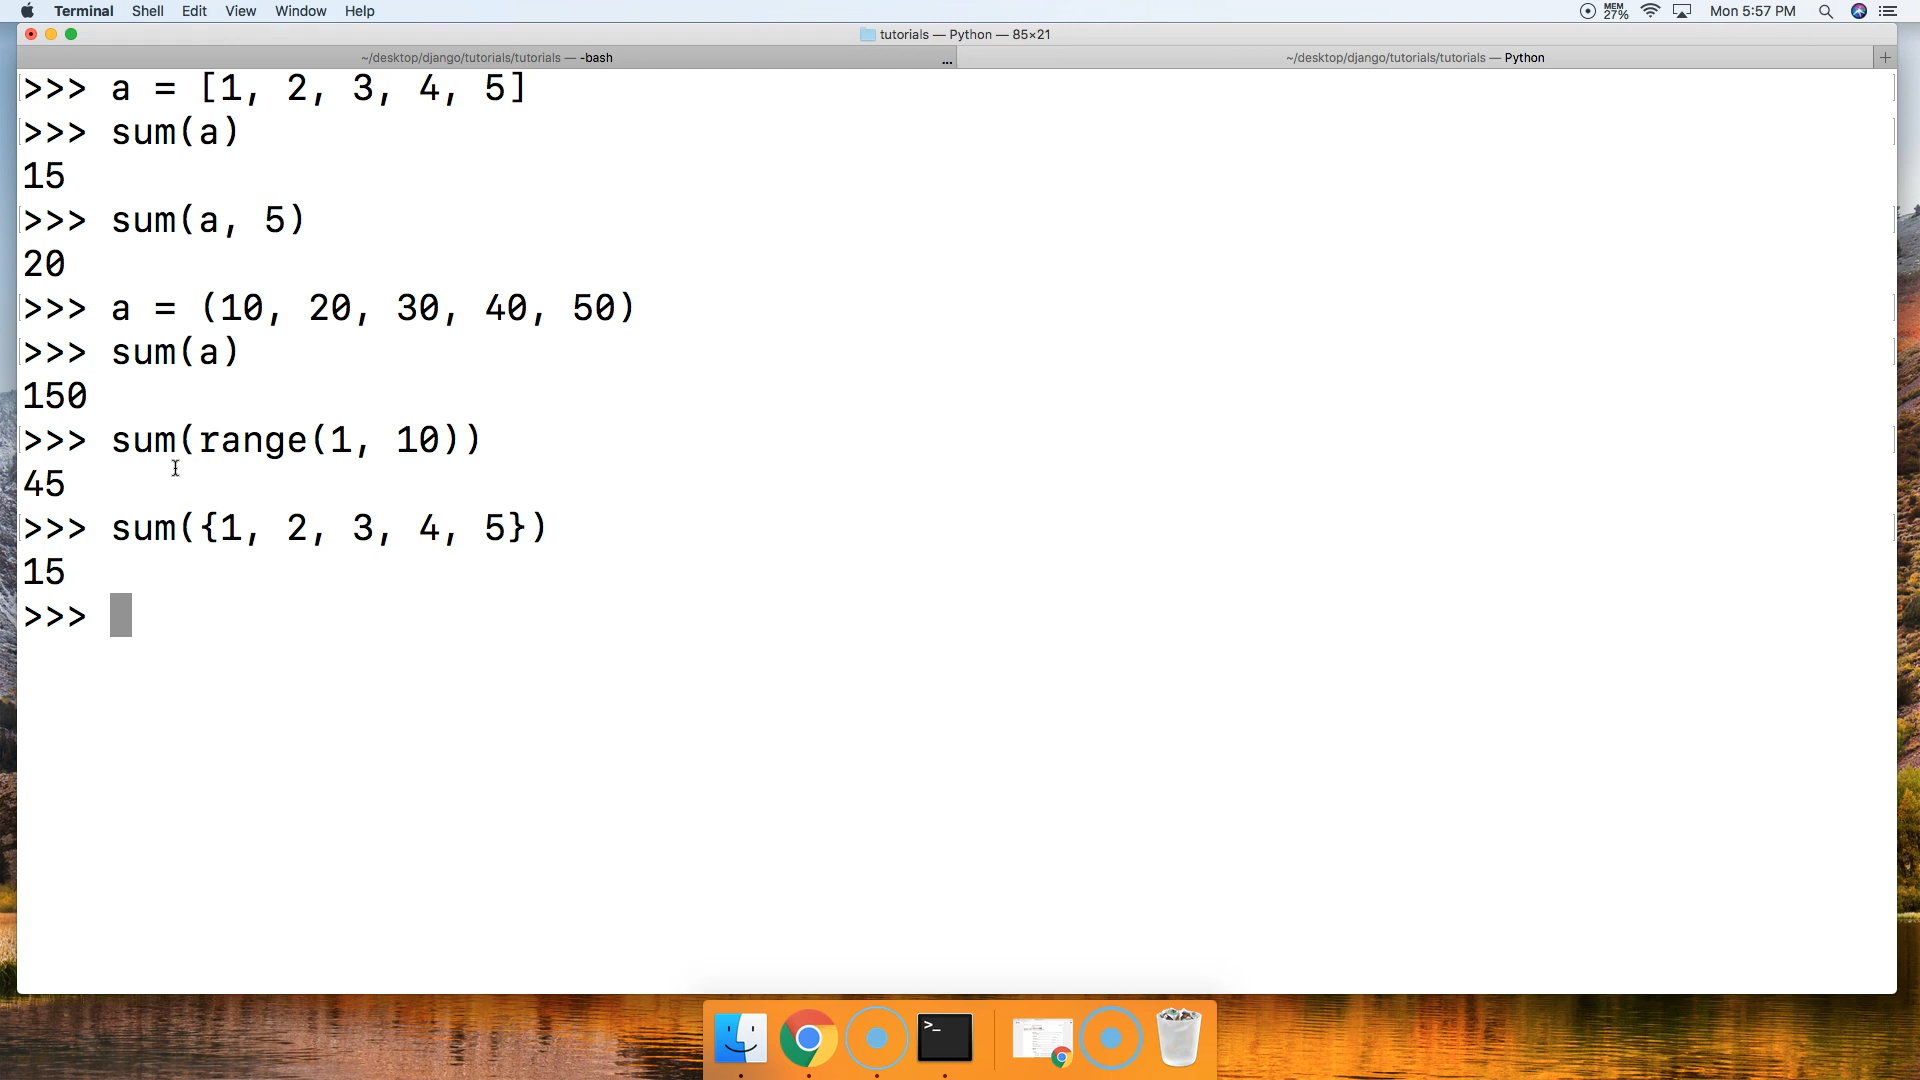 Terminal Shell Edit View Window Help MEM 27% Mon 5:57 PM
tutorials — Python — 85×21
~/desktop/django/tutorials/tutorials — -bash ... ~/desktop/django/tutorials/tutorials — Python +
>>> a = [1, 2, 3, 4, 5]
>>> sum(a)
15
>>> sum(a, 5)
20
>>> a = (10, 20, 30, 40, 50)
>>> sum(a)
150
>>> sum(range(1, 10))
45
>>> sum({1, 2, 3, 4, 5})
15
>>>
>_